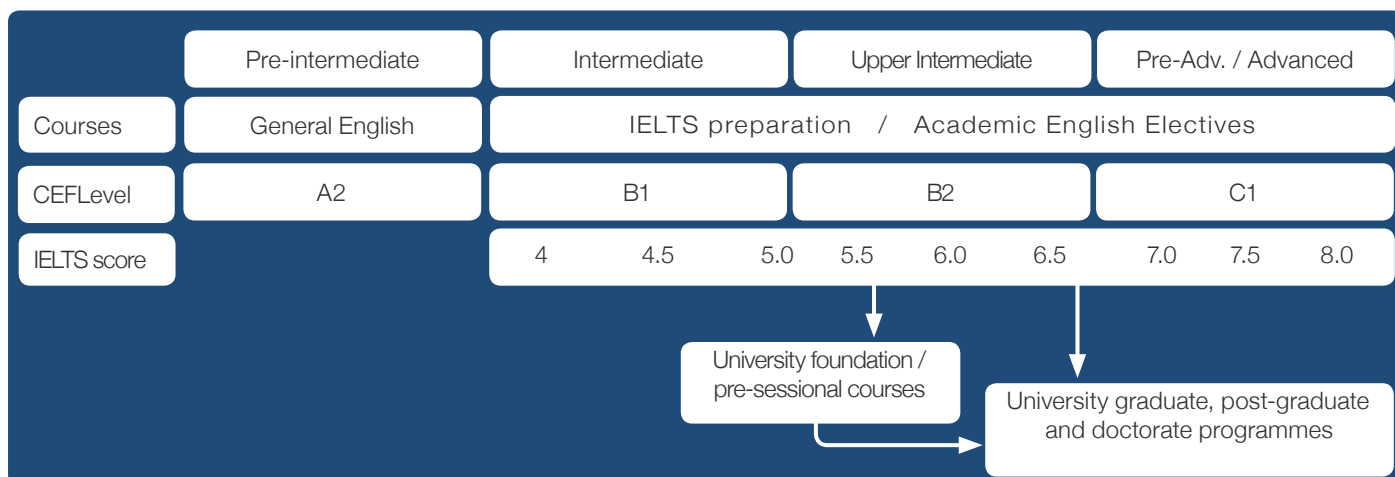 Pre-intermediate Intermediate Upper Intermediate Pre-Adv. / Advanced
Courses General English IELTS preparation / Academic English Electives
CEFLevel A2 B1 B2 C1
IELTS score 4 4.5 5.0 5.5 6.0 6.5 7.0 7.5 8.0
University foundation /
pre-sessional courses
University graduate, post-graduate
and doctorate programmes